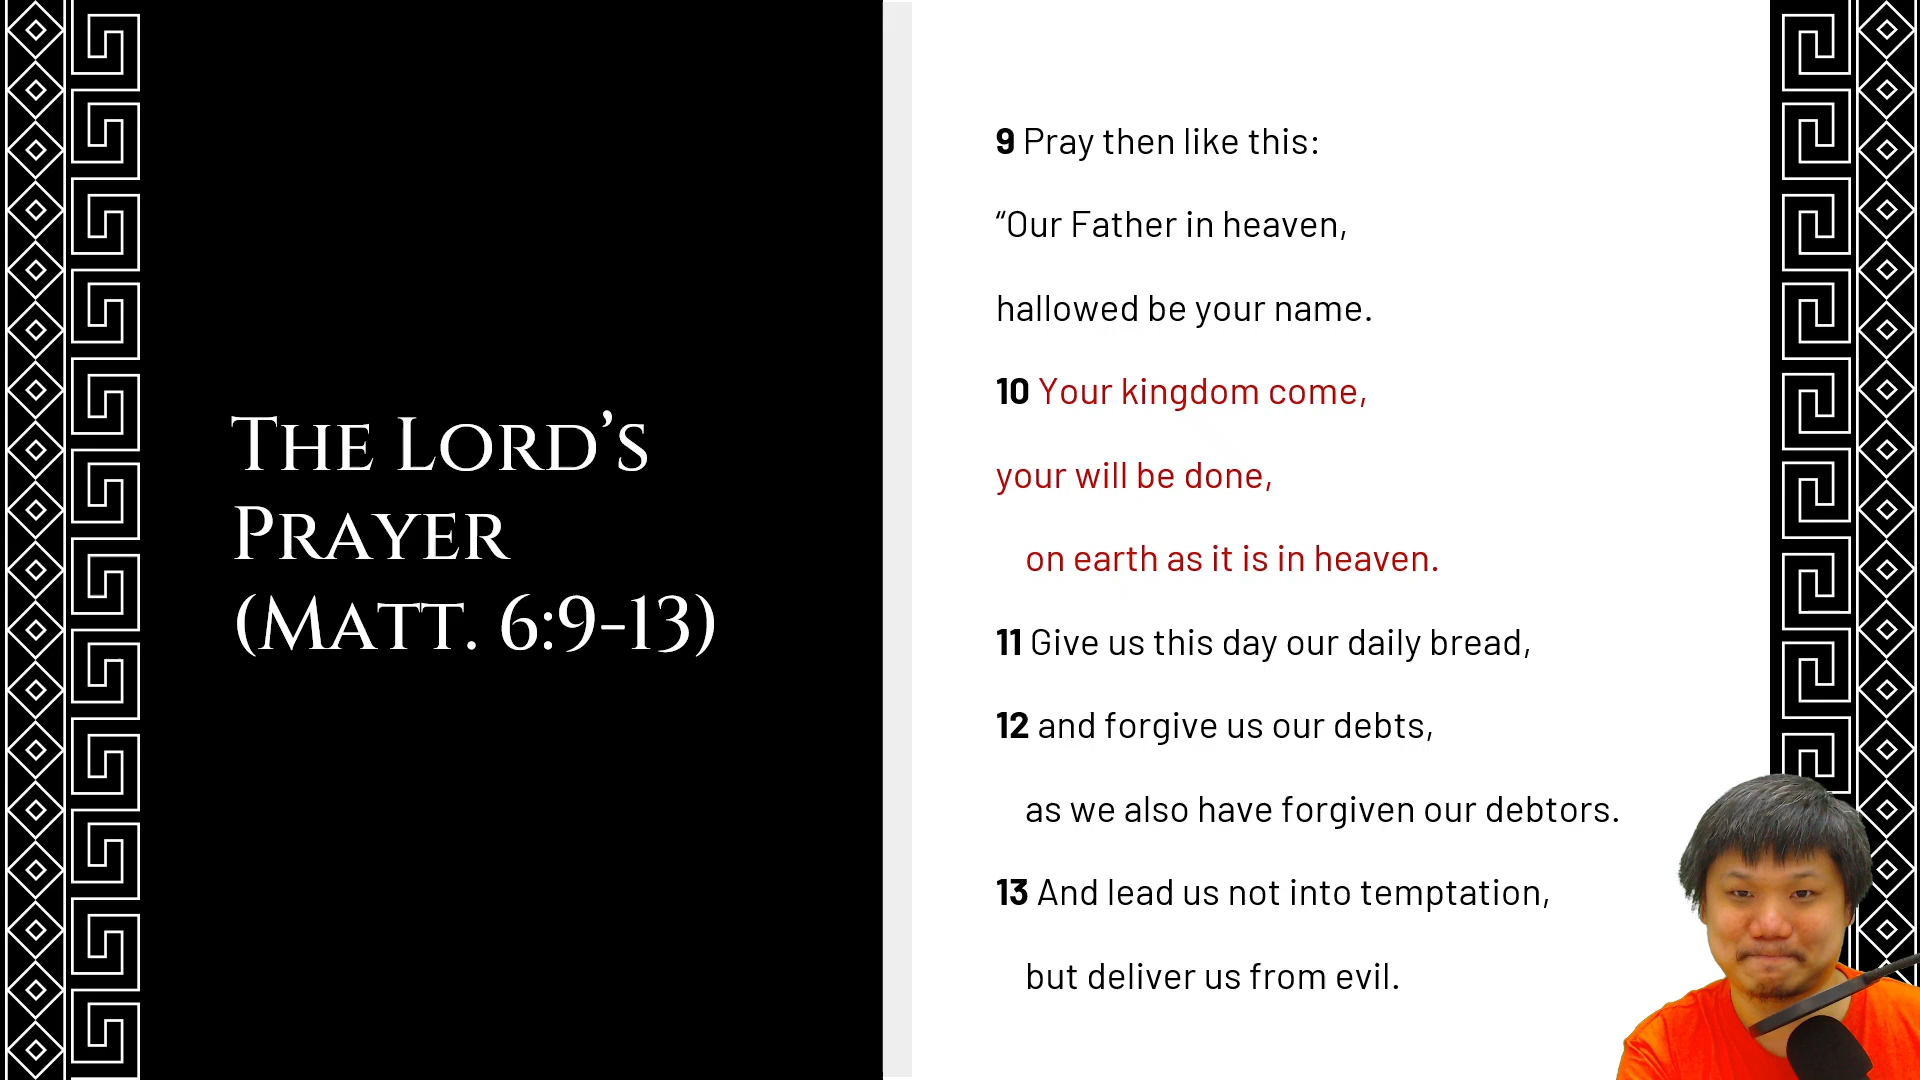 The Lord’s
Prayer
(Matt. 6:9-13)
9 Pray then like this:
“Our Father in heaven,
hallowed be your name.
10 Your kingdom come,
your will be done,
on earth as it is in heaven.
11 Give us this day our daily bread,
12 and forgive us our debts,
as we also have forgiven our debtors.
13 And lead us not into temptation,
but deliver us from evil.